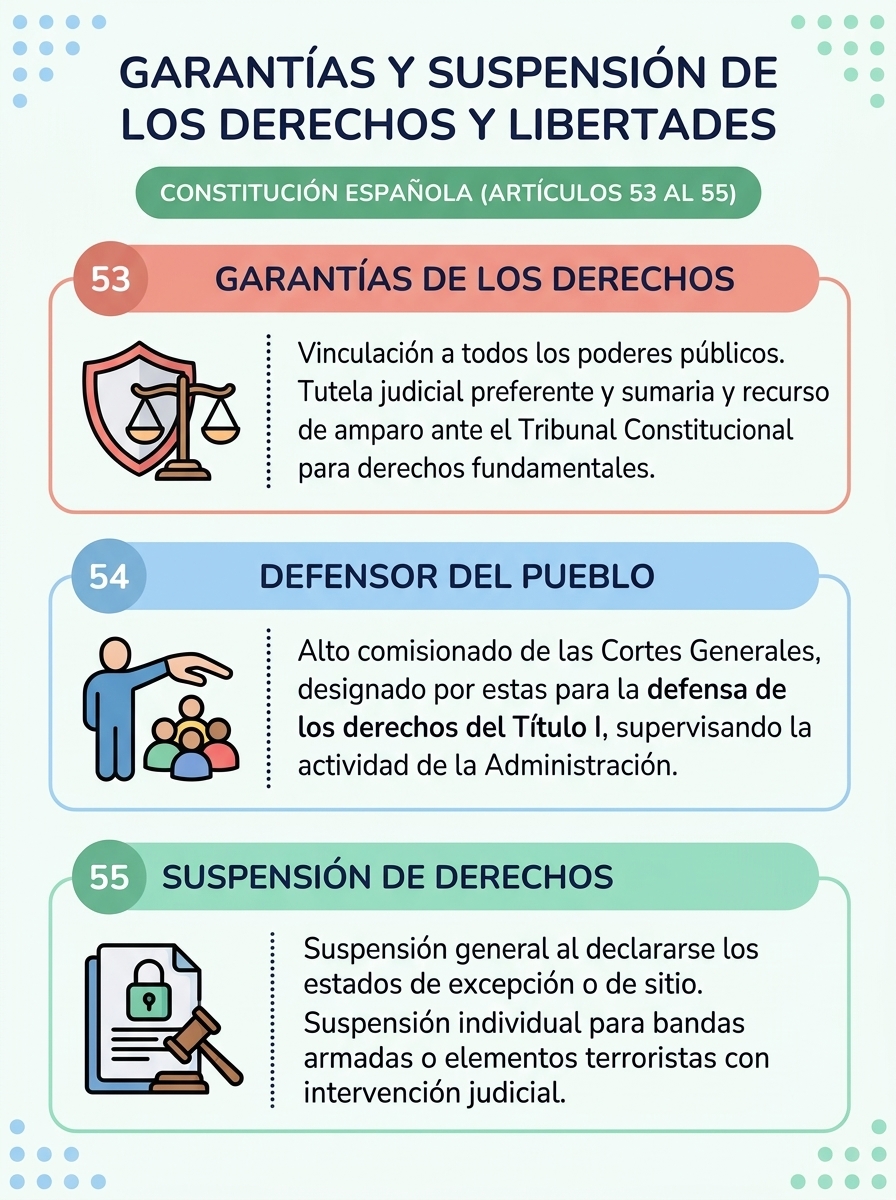 GARANTÍAS Y SUSPENSIÓN DE
LOS DERECHOS Y LIBERTADES
CONSTITUCIÓN ESPAÑOLA (ARTÍCULOS 53 AL 55)
53
GARANTÍAS DE LOS DERECHOS
Vinculación a todos los poderes públicos.
Tutela judicial preferente y sumaria y recurso
de amparo ante el Tribunal Constitucional
para derechos fundamentales.
54
DEFENSOR DEL PUEBLO
Alto comisionado de las Cortes Generales,
designado por estas para la defensa de
los derechos del Título I, supervisando la
actividad de la Administración.
55
SUSPENSIÓN DE DERECHOS
Suspensión general al declararse los
estados de excepción o de sitio.
Suspensión individual para bandas
armadas o elementos terroristas con
intervención judicial.